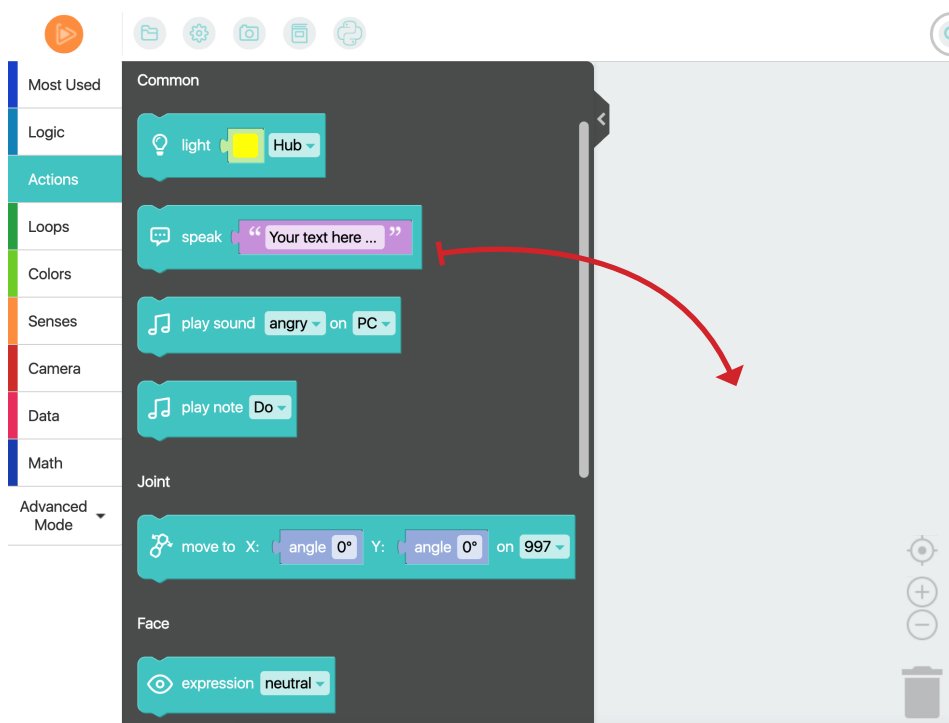 Most Used
Logic
Actions
Loops
Colors
Senses
Camera
Data
Math
Advanced
Mode
Common
light Hub
speak “ Your text here ... ”
play sound angry on PC
play note Do
Joint
move to X: angle 0° Y: angle 0° on 997
Face
expression neutral